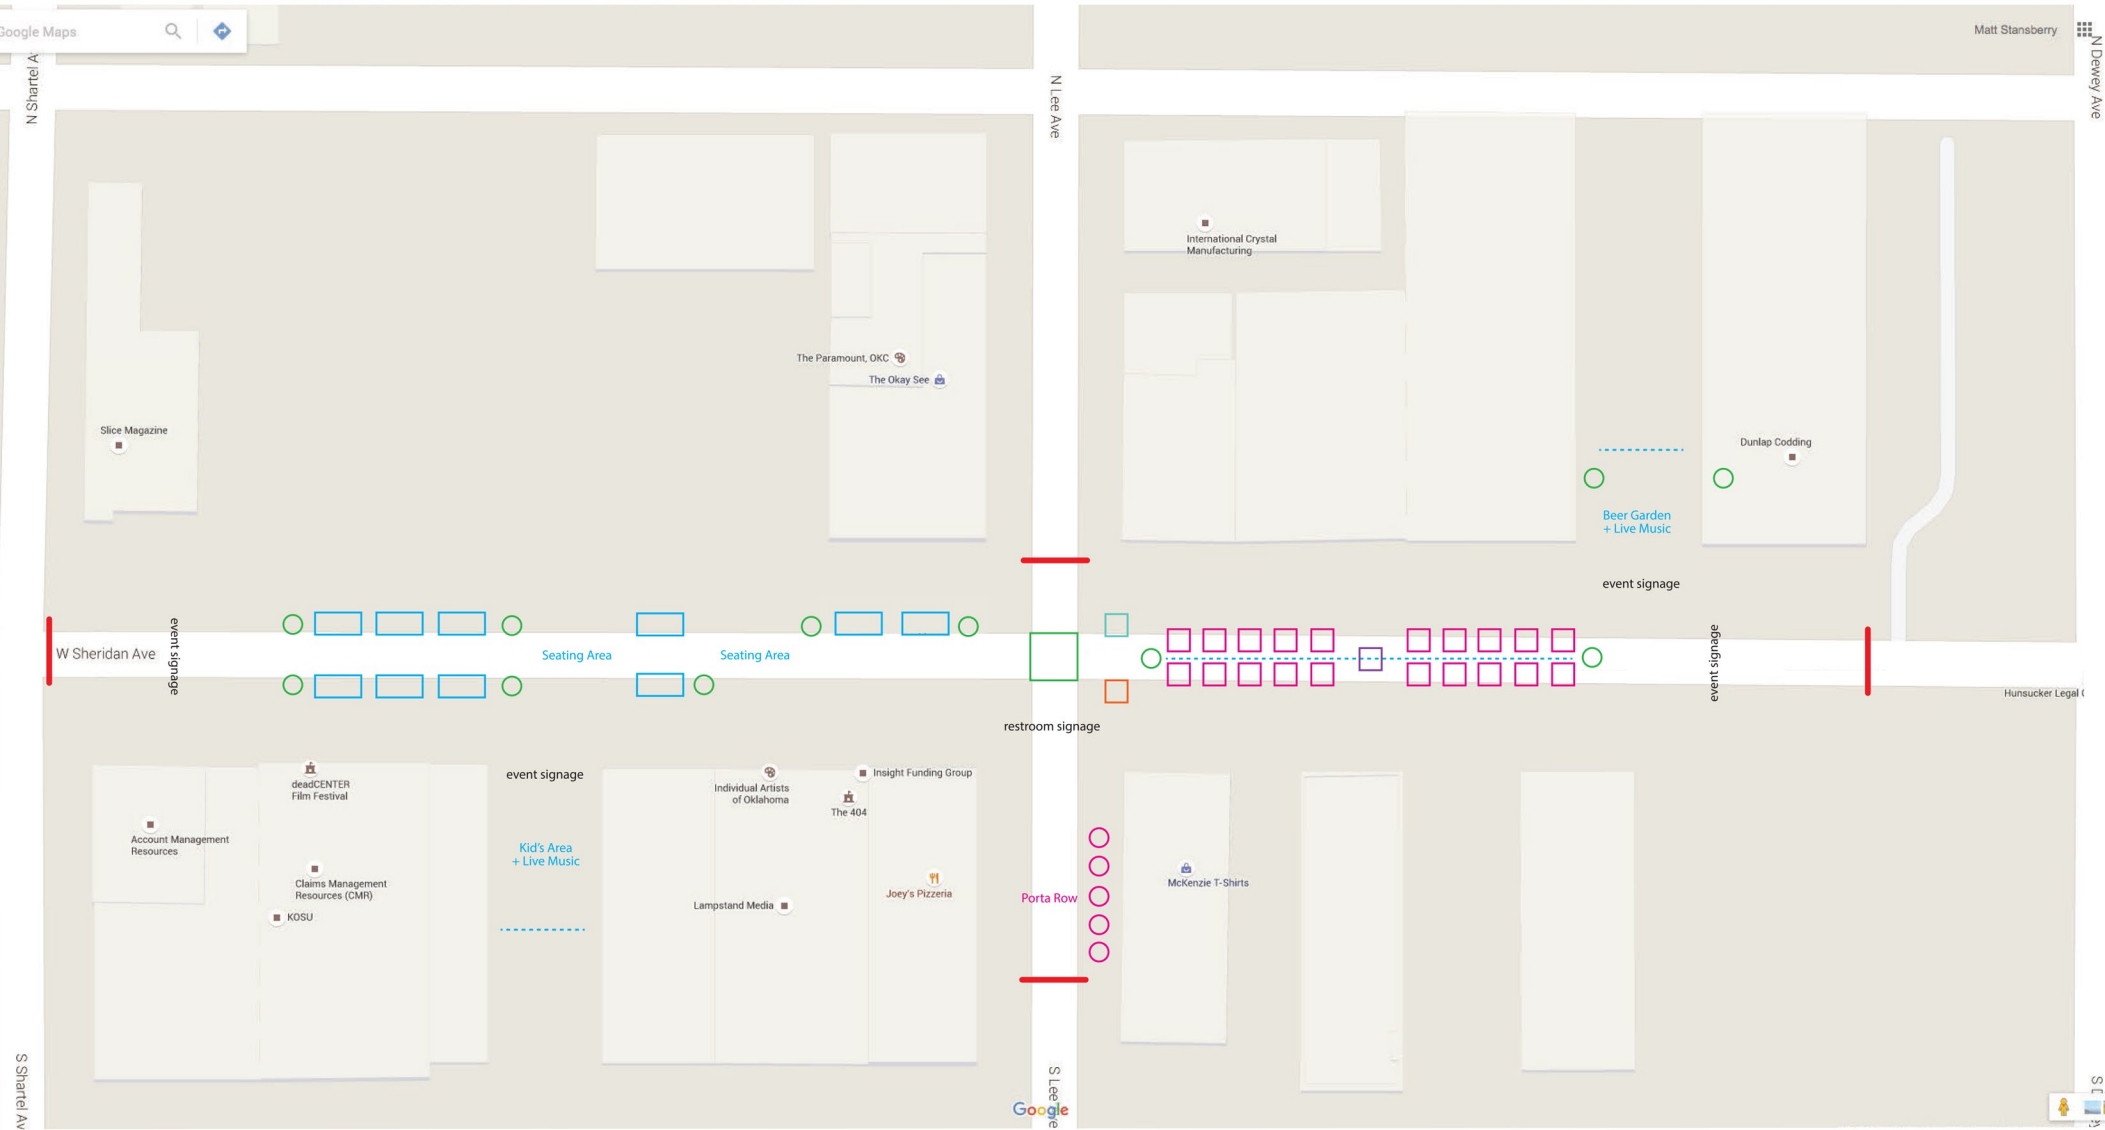 Google Maps
Matt Stansberry
N Shartel A
N Lee Ave
N Dewey Ave
International Crystal
Manufacturing
The Paramount, OKC
The Okay See
Slice Magazine
Dunlap Codding
Beer Garden
+ Live Music
event signage
event signage
W Sheridan Ave
Seating Area
Seating Area
event signage
Hunsucker Legal
restroom signage
event signage
deadCENTER
Film Festival
Individual Artists
of Oklahoma
Insight Funding Group
The 404
Account Management
Resources
Kid's Area
+ Live Music
Claims Management
Resources (CMR)
KOSU
Lampstand Media
Joey's Pizzeria
Porta Row
McKenzie T-Shirts
S Shartel Av
S Lee Ave
Google